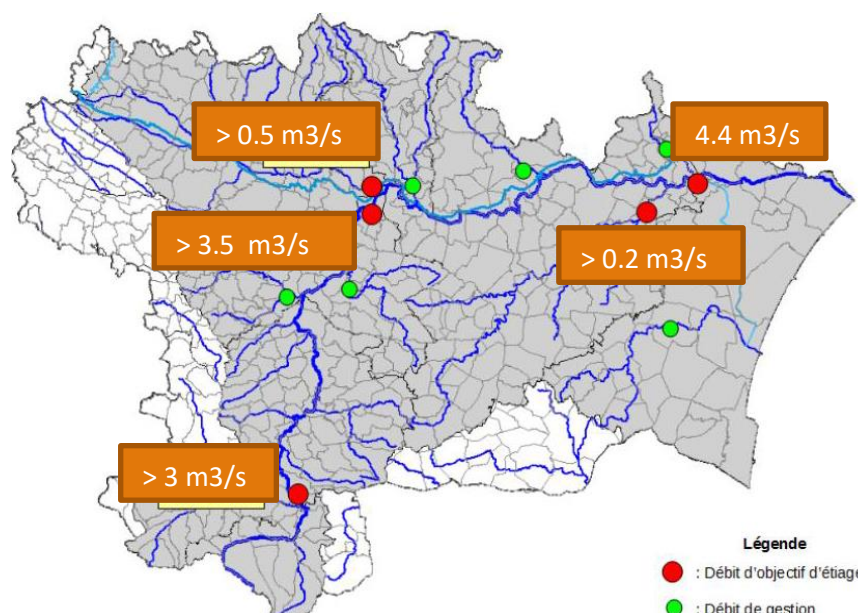 > 0.5 m3/s
4.4 m3/s
> 3.5 m3/s
> 0.2 m3/s
> 3 m3/s
Légende
: Débit d'objectif d'étiage
: Débit de gestion